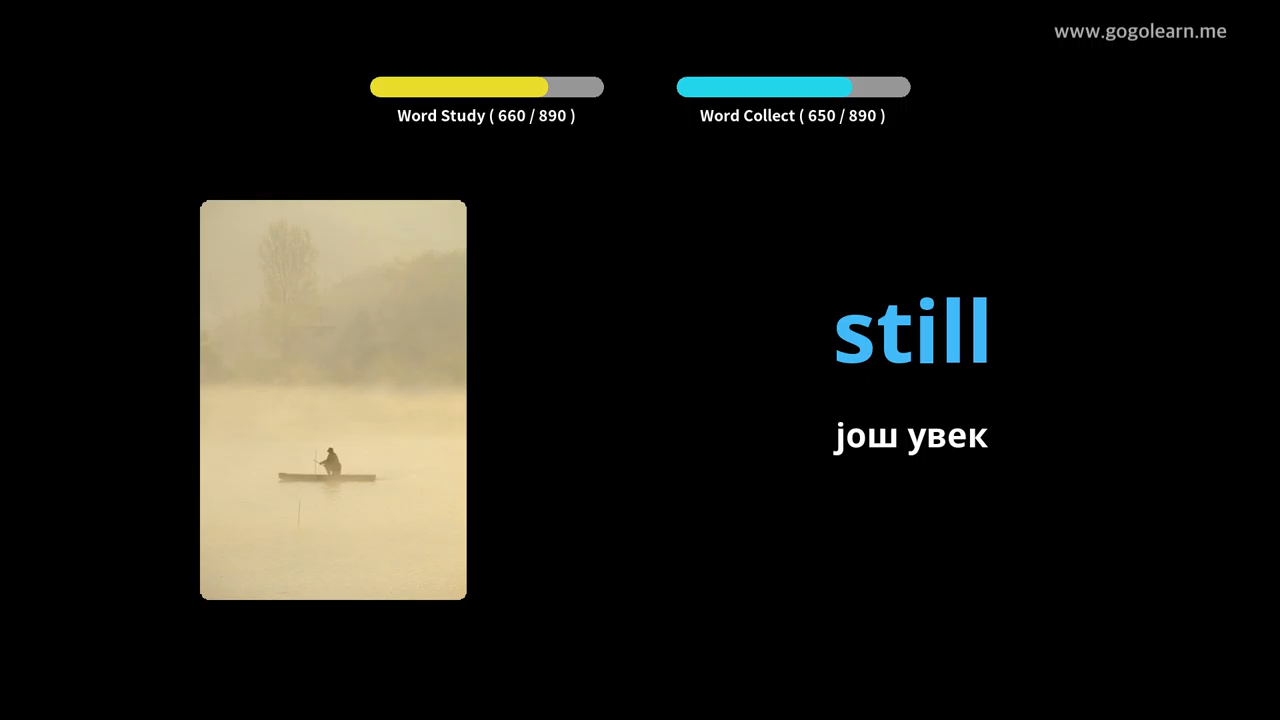 www.gogolearn.me
Word Study ( 660 / 890 )
Word Collect ( 650 / 890 )
still
још увек